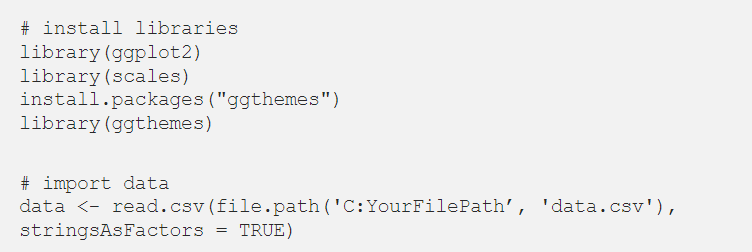 # install libraries
library(ggplot2)
library(scales)
install.packages("ggthemes")
library(ggthemes)
# import data
data <- read.csv(file.path('C:YourFilePath’, 'data.csv'),
stringsAsFactors = TRUE)